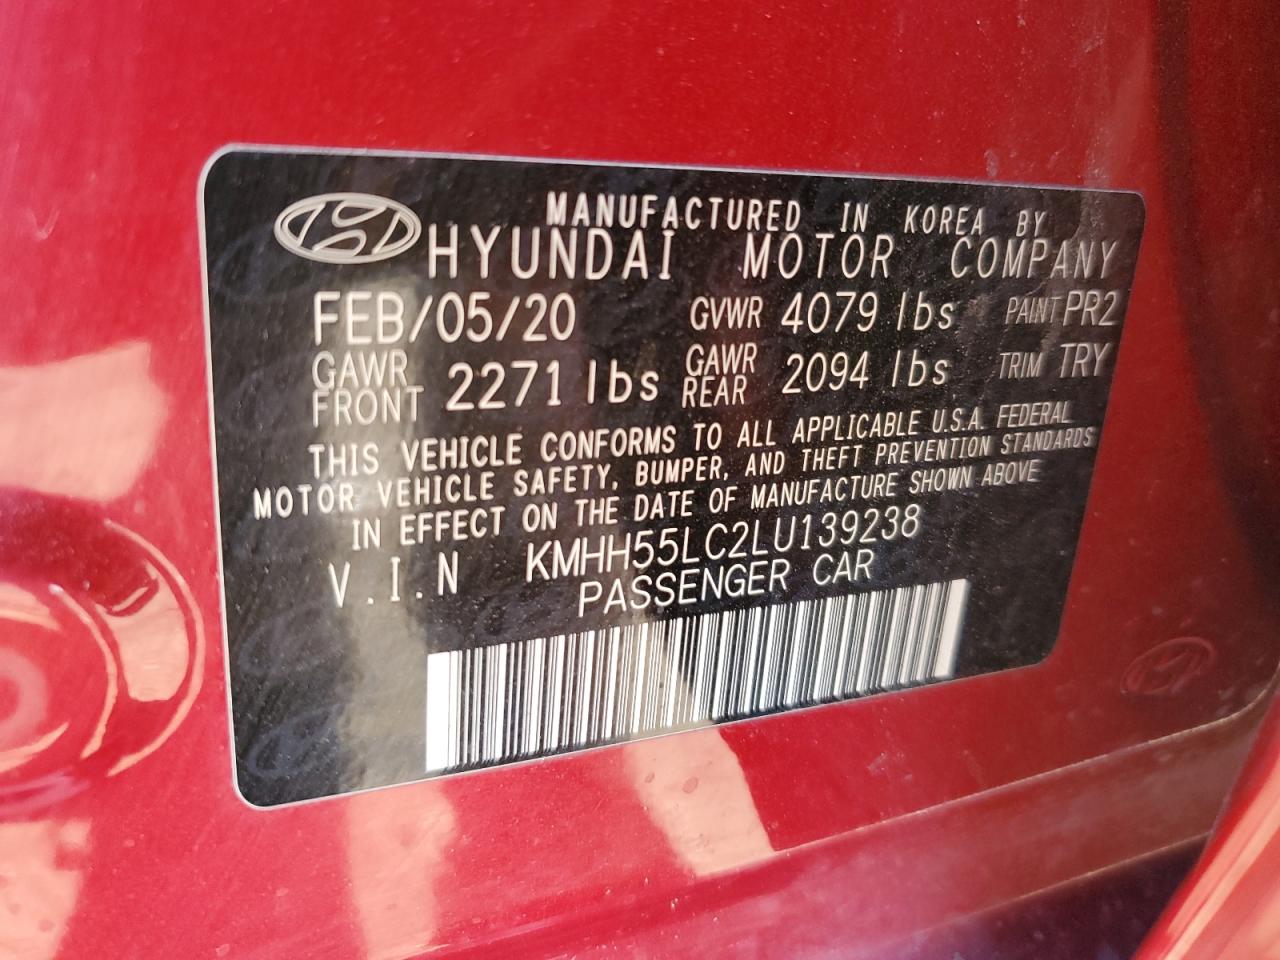 MANUFACTURED IN KOREA BY
HYUNDAI MOTOR COMPANY
FEB/05/20 GVWR 4079 lbs PAINT PR2
GAWR FRONT 2271 lbs GAWR REAR 2094 lbs TRIM TRY
THIS VEHICLE CONFORMS TO ALL APPLICABLE U.S.A. FEDERAL
MOTOR VEHICLE SAFETY, BUMPER, AND THEFT PREVENTION STANDARDS
IN EFFECT ON THE DATE OF MANUFACTURE SHOWN ABOVE
V.I.N KMHH55LC2LU139238
PASSENGER CAR